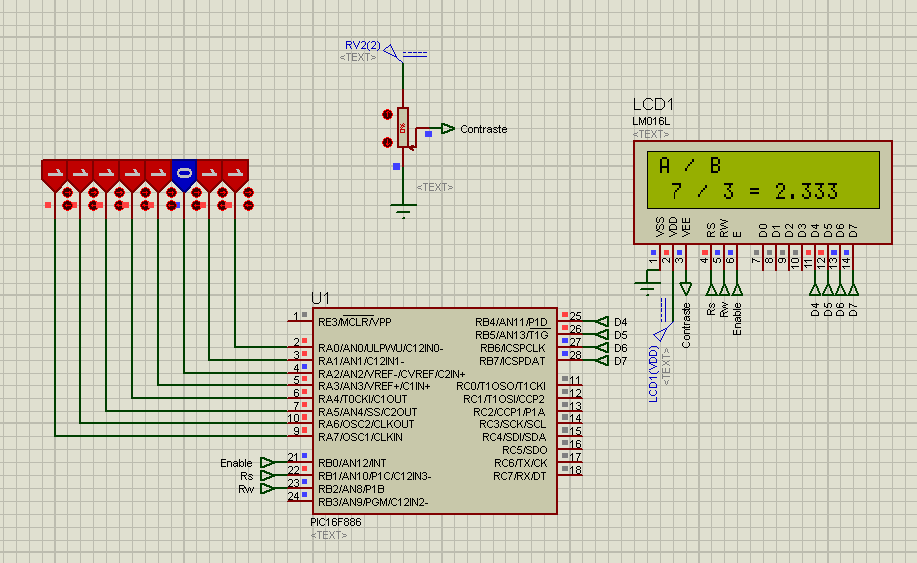 RV2(2)
<TEXT>
0%
Contraste
<TEXT>
1 1 1 1 1 0 1 1
LCD1
LM016L
<TEXT>
A / B
7 / 3 = 2.333
VSS VDD VEE RS RW E D0 D1 D2 D3 D4 D5 D6 D7
1 2 3 4 5 6 7 8 9 10 11 12 13 14
Contraste Rs Rw Enable D4 D5 D6 D7
LCD1(VDD)
<TEXT>
U1
1 RE3/MCLR/VPP
2 RA0/AN0/ULPWU/C12IN0-
3 RA1/AN1/C12IN1-
4 RA2/AN2/VREF-/CVREF/C2IN+
5 RA3/AN3/VREF+/C1IN+
6 RA4/T0CKI/C1OUT
7 RA5/AN4/SS/C2OUT
10 RA6/OSC2/CLKOUT
9 RA7/OSC1/CLKIN
Enable 21 RB0/AN12/INT
Rs 22 RB1/AN10/P1C/C12IN3-
Rw 23 RB2/AN8/P1B
24 RB3/AN9/PGM/C12IN2-
RB4/AN11/P1D 25 D4
RB5/AN13/T1G 26 D5
RB6/ICSPCLK 27 D6
RB7/ICSPDAT 28 D7
RC0/T1OSO/T1CKI 11
RC1/T1OSI/CCP2 12
RC2/CCP1/P1A 13
RC3/SCK/SCL 14
RC4/SDI/SDA 15
RC5/SDO 16
RC6/TX/CK 17
RC7/RX/DT 18
PIC16F886
<TEXT>